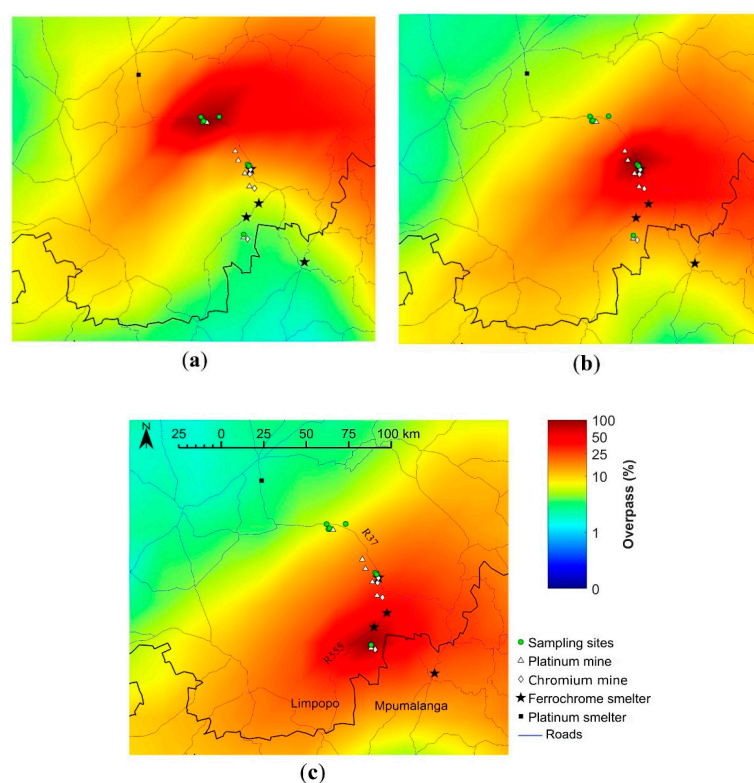 (a)
(b)
N
25 0 25 50 75 100 km
R37
R555
Limpopo
Mpumalanga
(c)
100
50
25
10
1
0
Overpass (%)
Sampling sites
Platinum mine
Chromium mine
Ferrochrome smelter
Platinum smelter
Roads